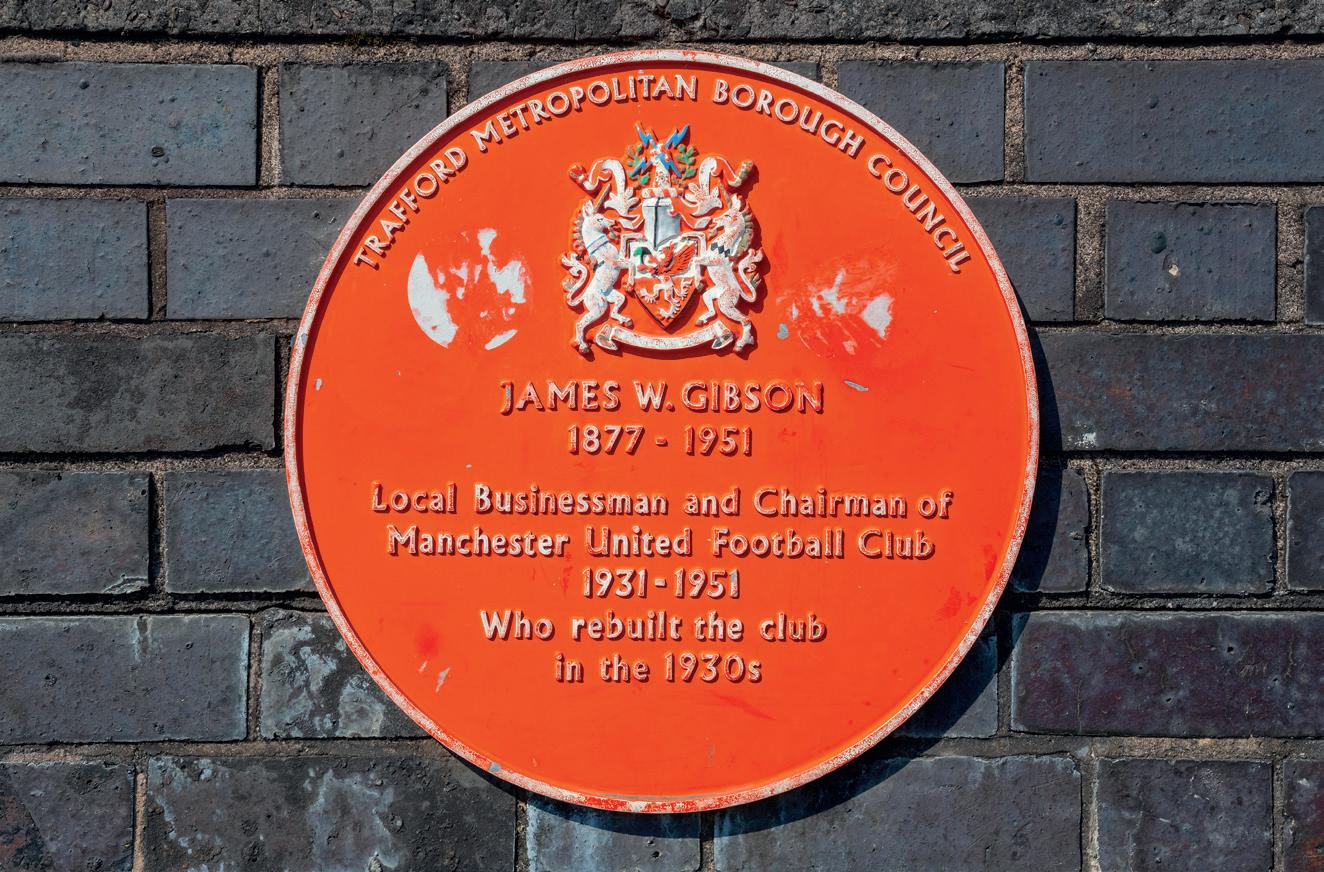 TRAFFORD METROPOLITAN BOROUGH COUNCIL
JAMES W. GIBSON
1877 - 1951
Local Businessman and Chairman of
Manchester United Football Club
1931 - 1951
Who rebuilt the club
in the 1930s